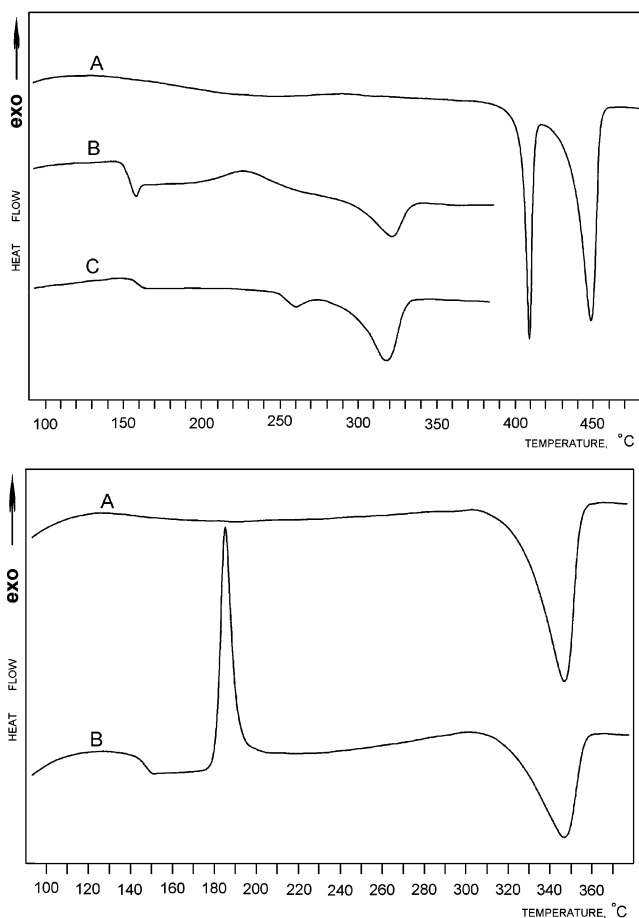 exo
HEAT FLOW
A
B
C
100 150 200 250 300 350 400 450
TEMPERATURE, °C
exo
HEAT FLOW
A
B
100 120 140 160 180 200 220 240 260 280 300 320 340 360
TEMPERATURE, °C